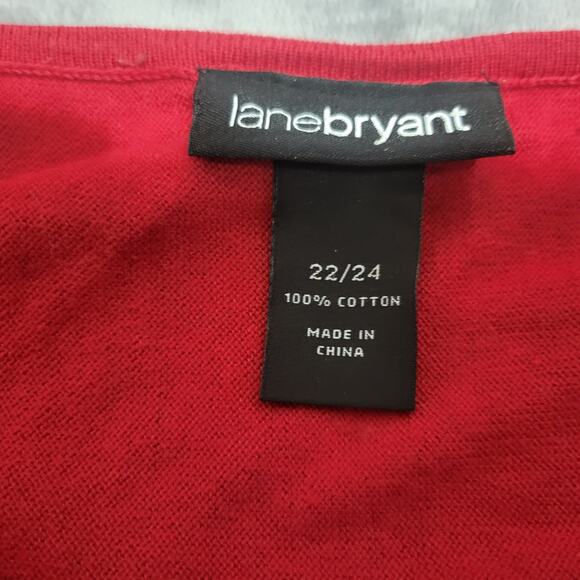 lanebryant
22/24
100% COTTON
MADE IN
CHINA